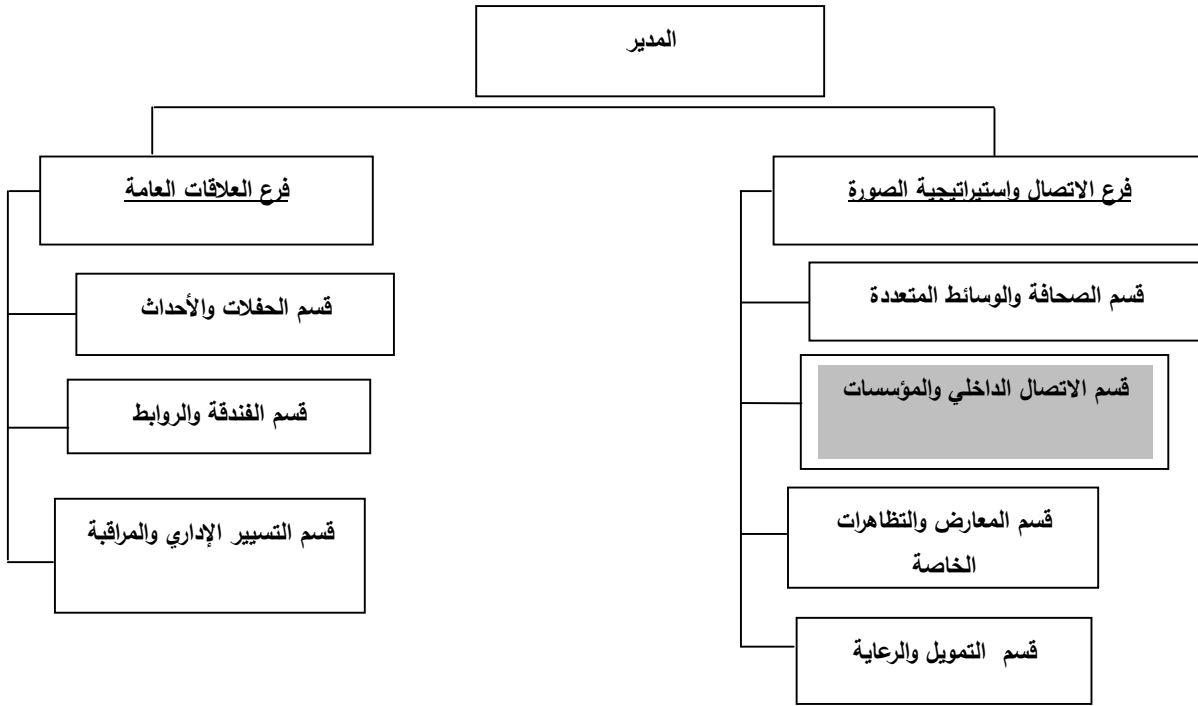 المدير
فرع الاتصال واستيراتيجية الصورة
قسم الصحافة والوسائط المتعددة
قسم الاتصال الداخلي والمؤسسات
قسم المعارض والتظاهرات
الخاصة
قسم التمويل والرعاية
فرع العلاقات العامة
قسم الحفلات والأحداث
قسم الفندقة والروابط
قسم التسيير الإداري والمراقبة